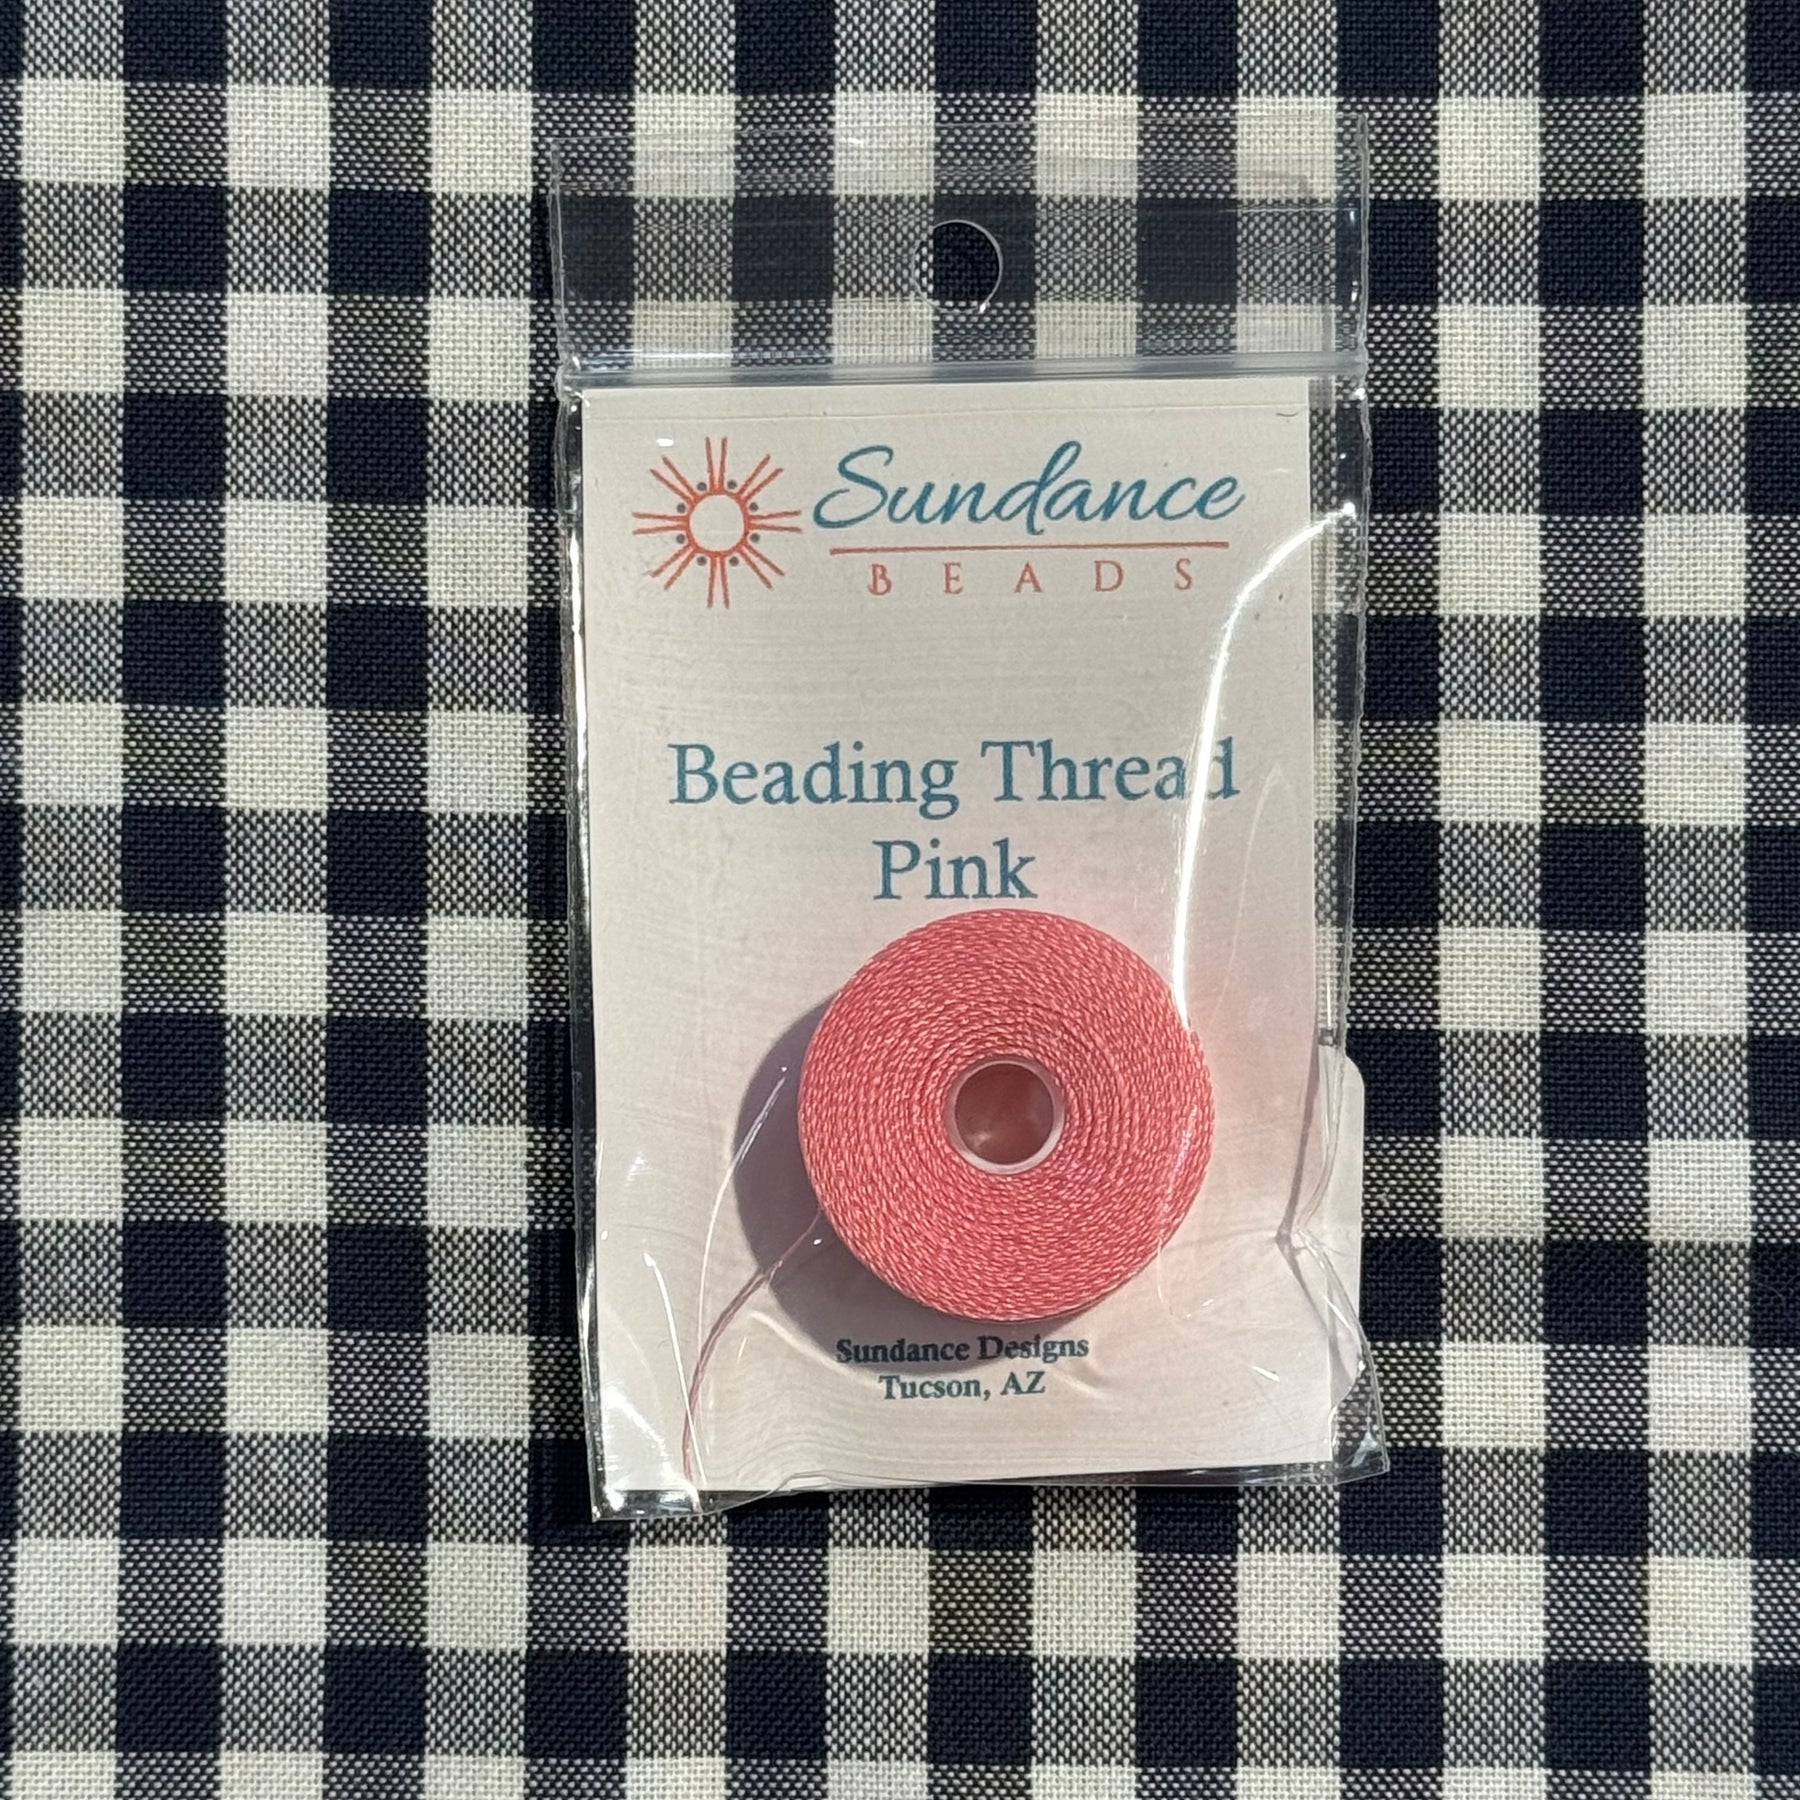 Sundance
BEADS
Beading Thread
Pink
Sundance Designs
Tucson, AZ